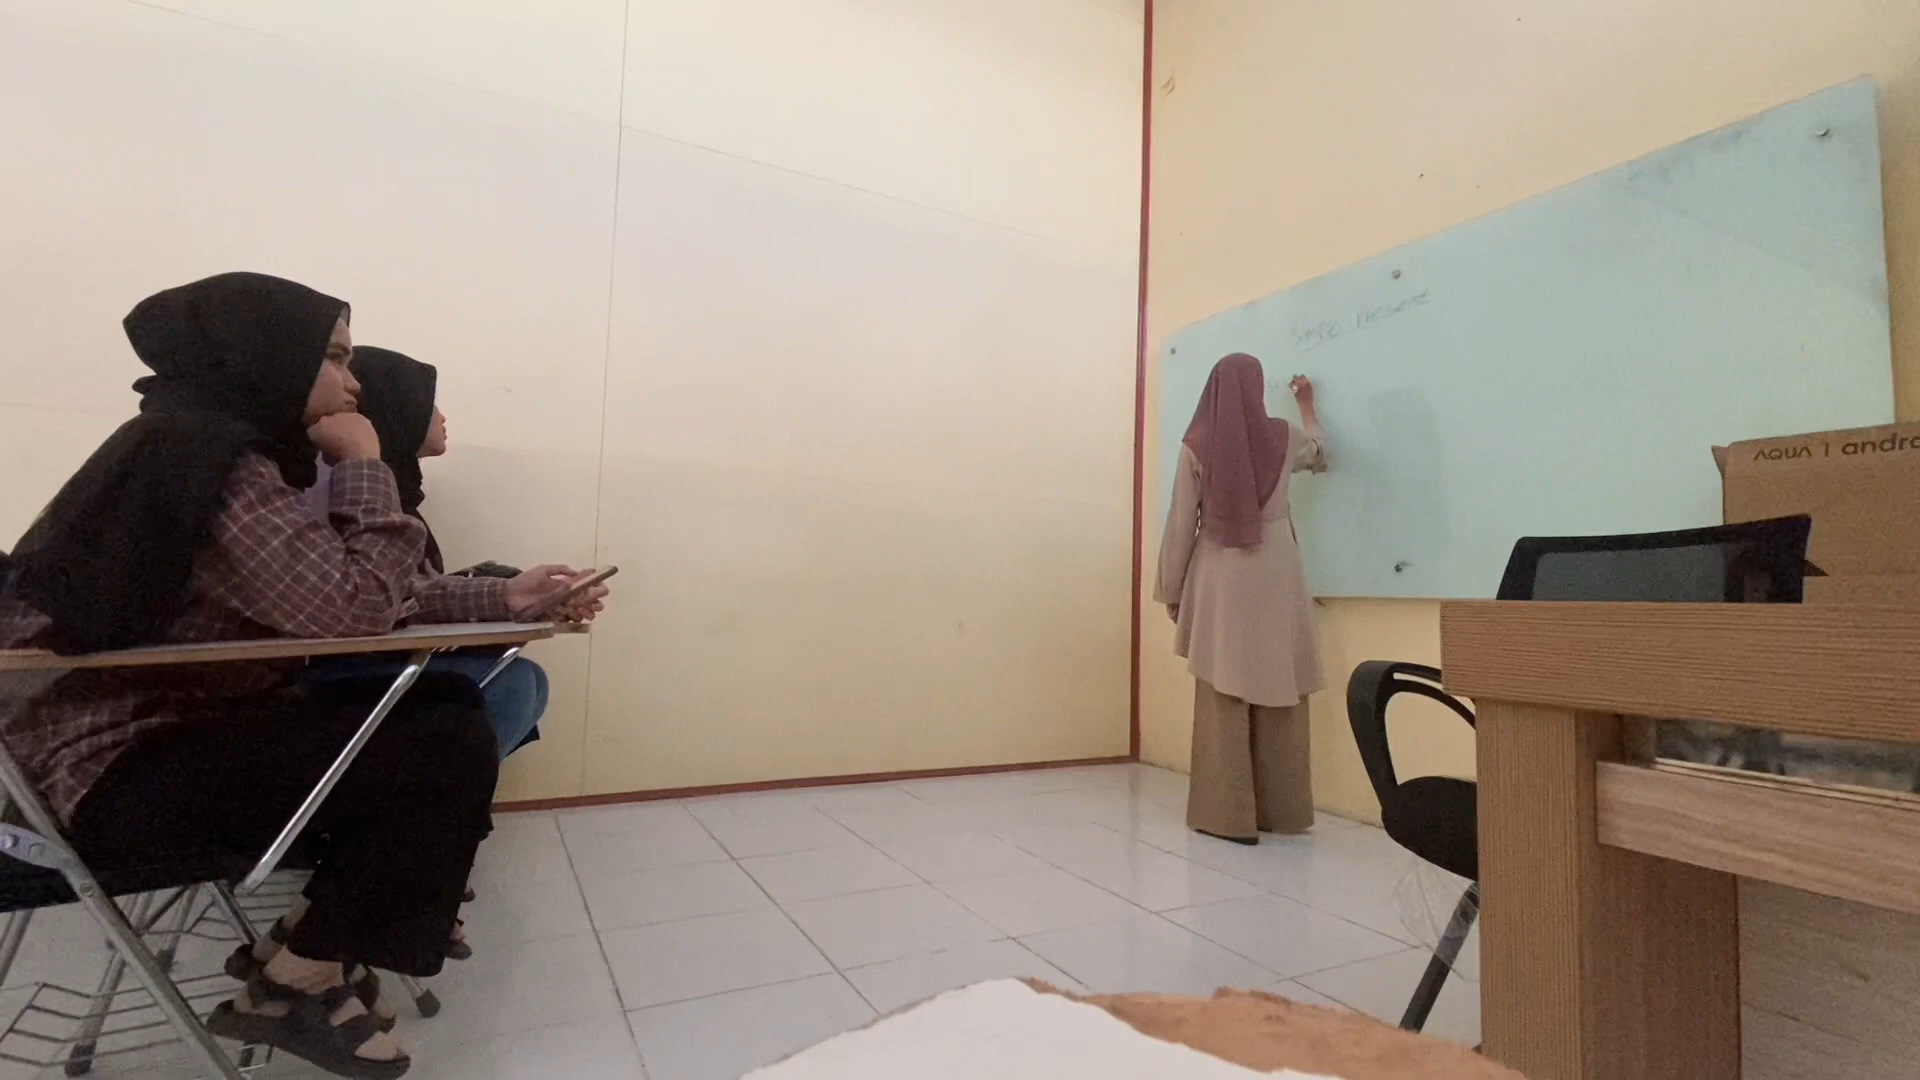 Simple Present
AQUA | andro